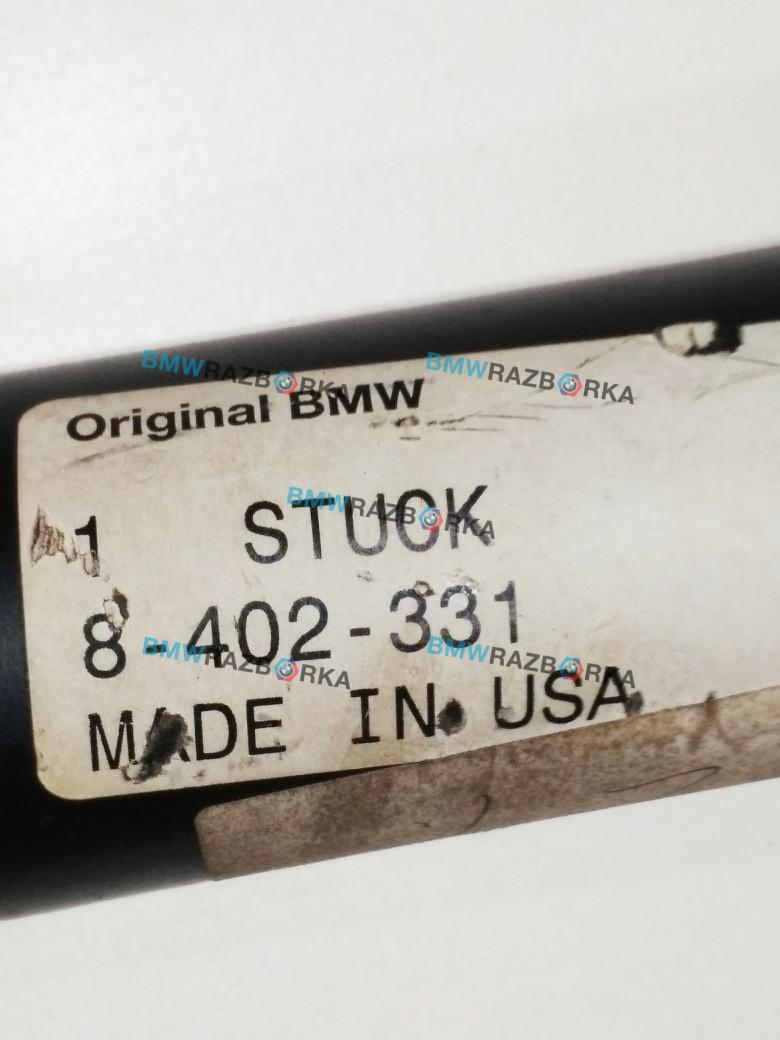 BMWRAZBORKA
BMWRAZBORKA
Original BMW
BMWRAZBORKA
1 STUCK
8-402-331
BMWRAZBORKA
BMWRAZBORKA
MADE IN USA